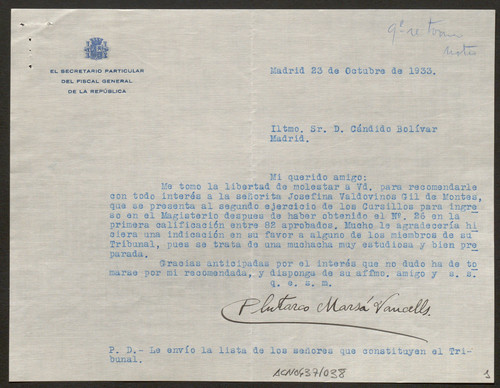 EL SECRETARIO PARTICULAR
DEL FISCAL GENERAL
DE LA REPÚBLICA
qº se tome
nota
Madrid 23 de Octubre de 1933.
Iltmo. Sr. D. Cándido Bolívar
Madrid.
Mi querido amigo:
Me tomo la libertad de molestar a Vd. para recomendarle
con todo interés a la señorita Josefina Valdovinos Gil de Montes,
que se presenta al segundo ejercicio de los Cursillos para ingre
so en el Magisterio despues de haber obtenido el Nº. 26 en la
primera calificación entre 82 aprobados. Mucho le agradecería hi
ciera una indicación en su favor a alguno de los miembros de su
Tribunal, pues se trata de una muchacha muy estudiosa y bien pre
parada.
Gracias anticipadas por el interés que no dudo ha de to
marse por mi recomendada, y disponga de su affmo. amigo y s. s.
q. e. s. m.
Plutarco Marsá Vancells.
P. D.- Le envío la lista de los señores que constituyen el Tri-
bunal.
ACN0437/038
1